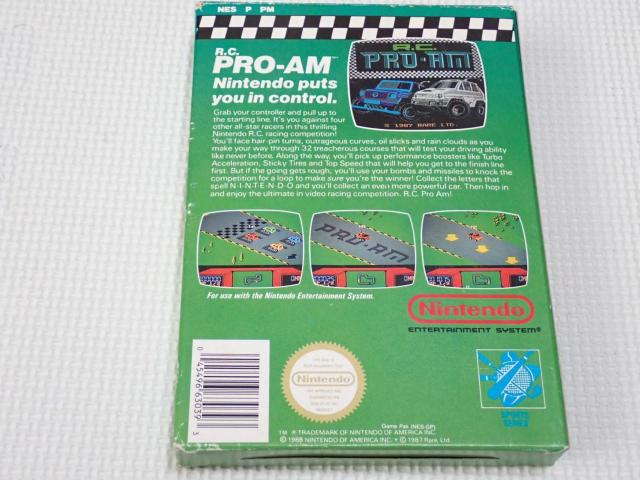 NES P PM
R.C.
PRO-AM™
Nintendo puts
you in control.
Grab your controller and pull up to
the starting line. It's you against four
other all-star racers in this thrilling
Nintendo R.C. racing competition!
You'll face hair-pin turns, outrageous curves, oil slicks and rain clouds as you
make your way through 32 treacherous courses that will test your driving ability
like never before. Along the way, you'll pick up performance boosters like Turbo
Acceleration, Sticky Tires and Top Speed that will help you get to the finish line
first. But if the going gets rough, you'll use your bombs and missiles to knock the
competition for a loop to make sure you're the winner! Collect the letters that
spell N-I-N-T-E-N-D-O and you'll collect an even more powerful car. Then hop in
and enjoy the ultimate in video racing competition. R.C. Pro Am!
R.C.
PRO-AM
© 1987 RARE LTD.
PRO-AM
For use with the Nintendo Entertainment System.
Nintendo
ENTERTAINMENT SYSTEM®
0 45496 63039 3
Nintendo
SPORTS
SERIES
Game Pak (NES-GP)
TM ® TRADEMARK OF NINTENDO OF AMERICA INC.
© 1988 NINTENDO OF AMERICA INC. • © 1987 Rare, Ltd.